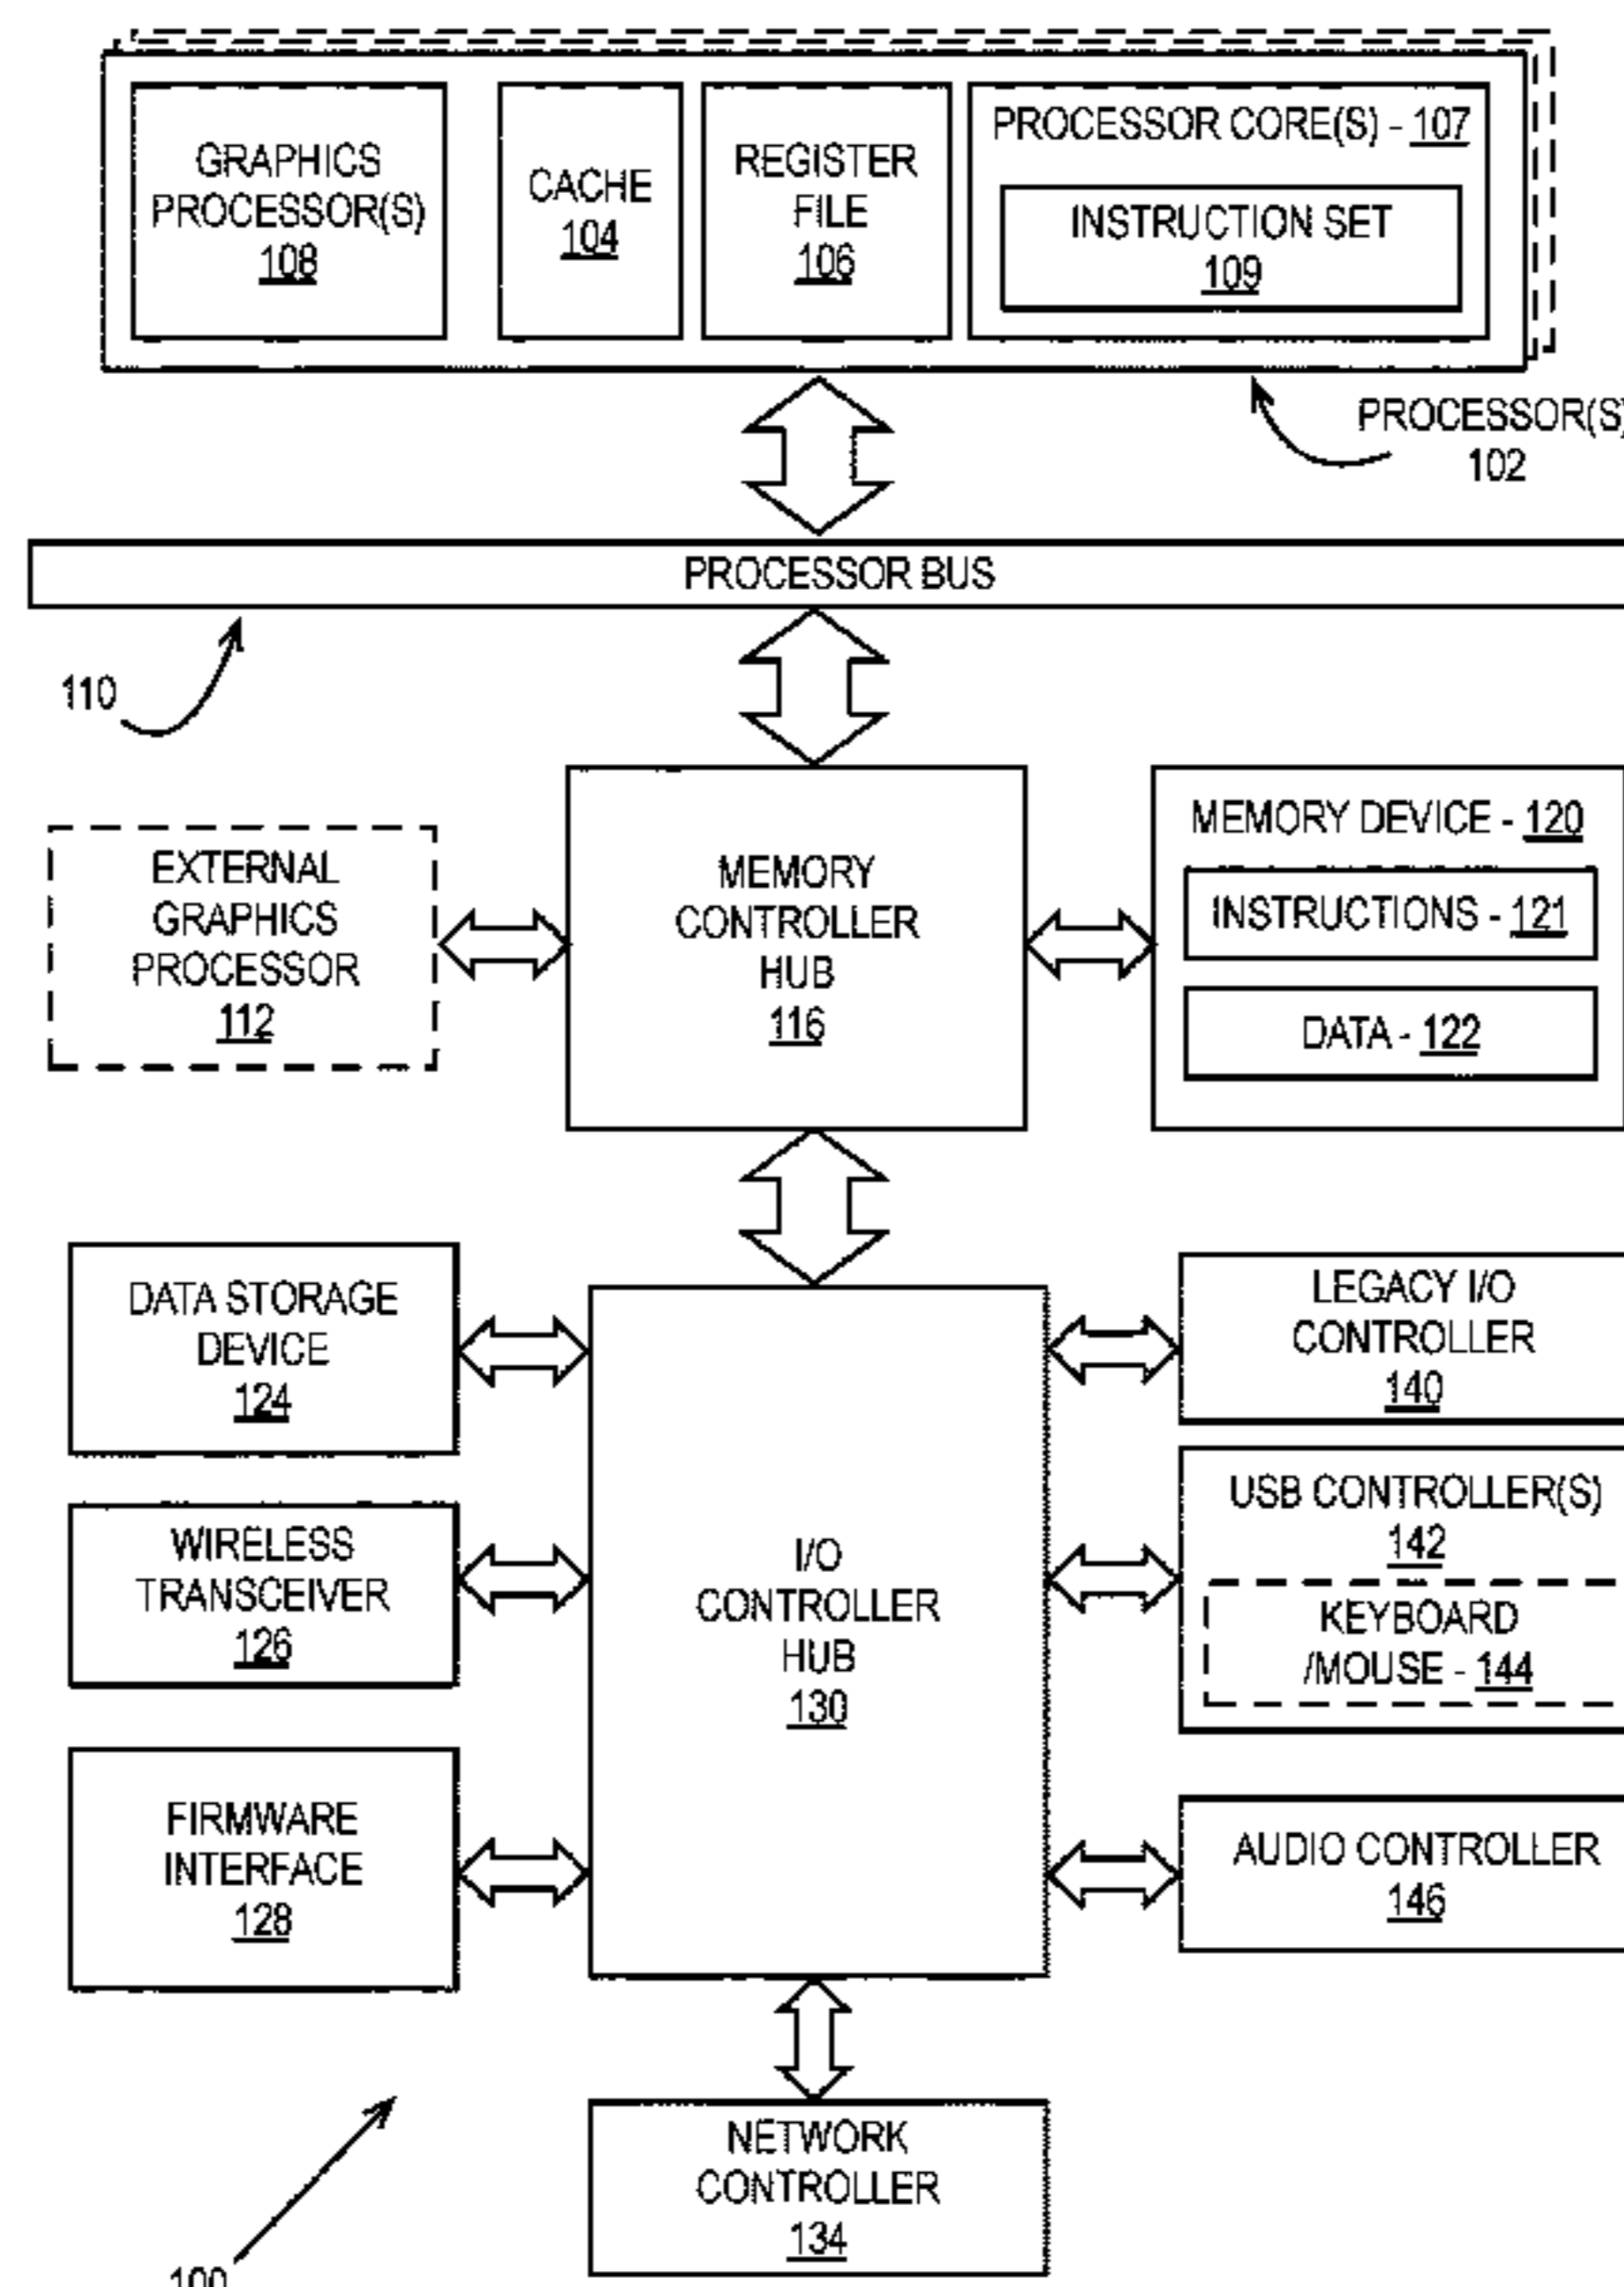 GRAPHICS
PROCESSOR(S)
108
CACHE
104
REGISTER
FILE
106
PROCESSOR CORE(S) - 107
INSTRUCTION SET
109
PROCESSOR(S)
102
PROCESSOR BUS
110
EXTERNAL
GRAPHICS
PROCESSOR
112
MEMORY
CONTROLLER
HUB
116
MEMORY DEVICE - 120
INSTRUCTIONS - 121
DATA - 122
DATA STORAGE
DEVICE
124
WIRELESS
TRANSCEIVER
126
FIRMWARE
INTERFACE
128
I/O
CONTROLLER
HUB
130
LEGACY I/O
CONTROLLER
140
USB CONTROLLER(S)
142
KEYBOARD
/MOUSE - 144
AUDIO CONTROLLER
146
NETWORK
CONTROLLER
134
100